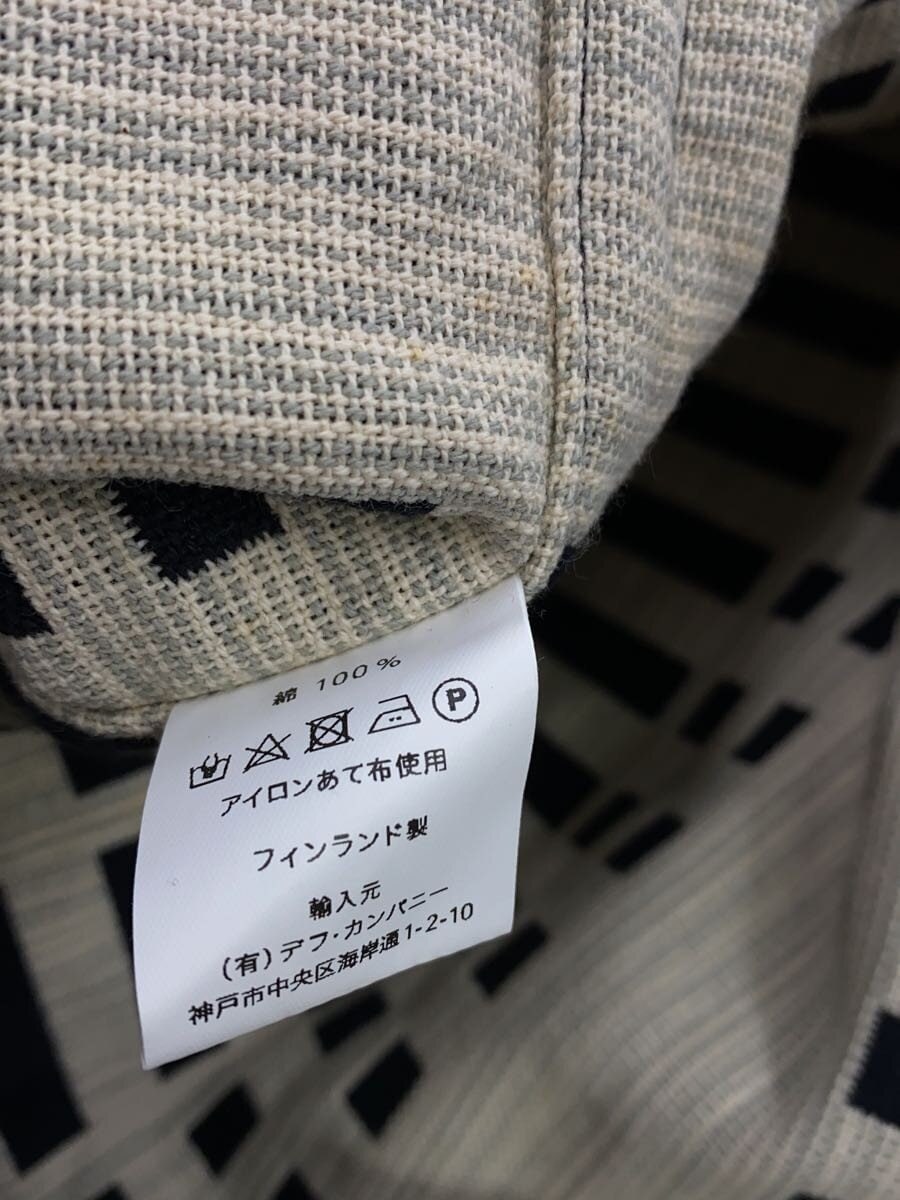 綿 100%
P
アイロンあて布使用
フィンランド製
輸入元
(有)デフ・カンパニー
神戸市中央区海岸通1-2-10